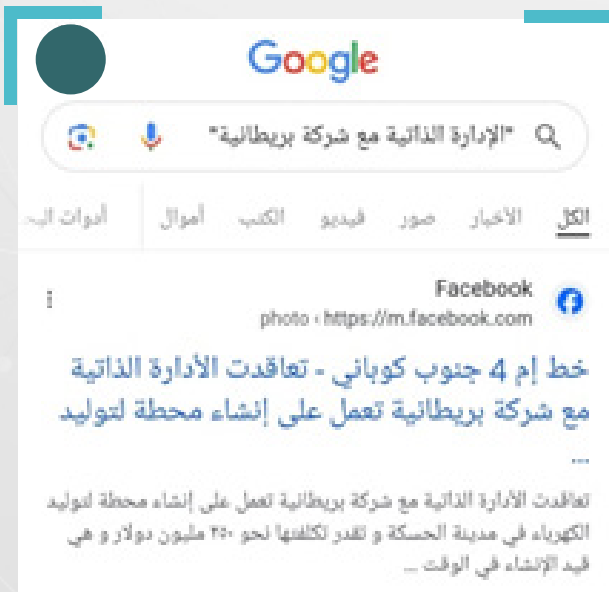 Google
"الإدارة الذاتية مع شركة بريطانية"
الكل الأخبار صور فيديو الكتب أموال أدوات البح
Facebook
photo ‹ https://m.facebook.com
خط إم 4 جنوب كوباني - تعاقدت الأدارة الذاتية
مع شركة بريطانية تعمل على إنشاء محطة لتوليد
...
تعاقدت الأدارة الذاتية مع شركة بريطانية تعمل على إنشاء محطة لتوليد
الكهرباء في مدينة الحسكة و تقدر تكلفتها نحو ٢٥٠ مليون دولار و هي
قيد الإنشاء في الوقت ...